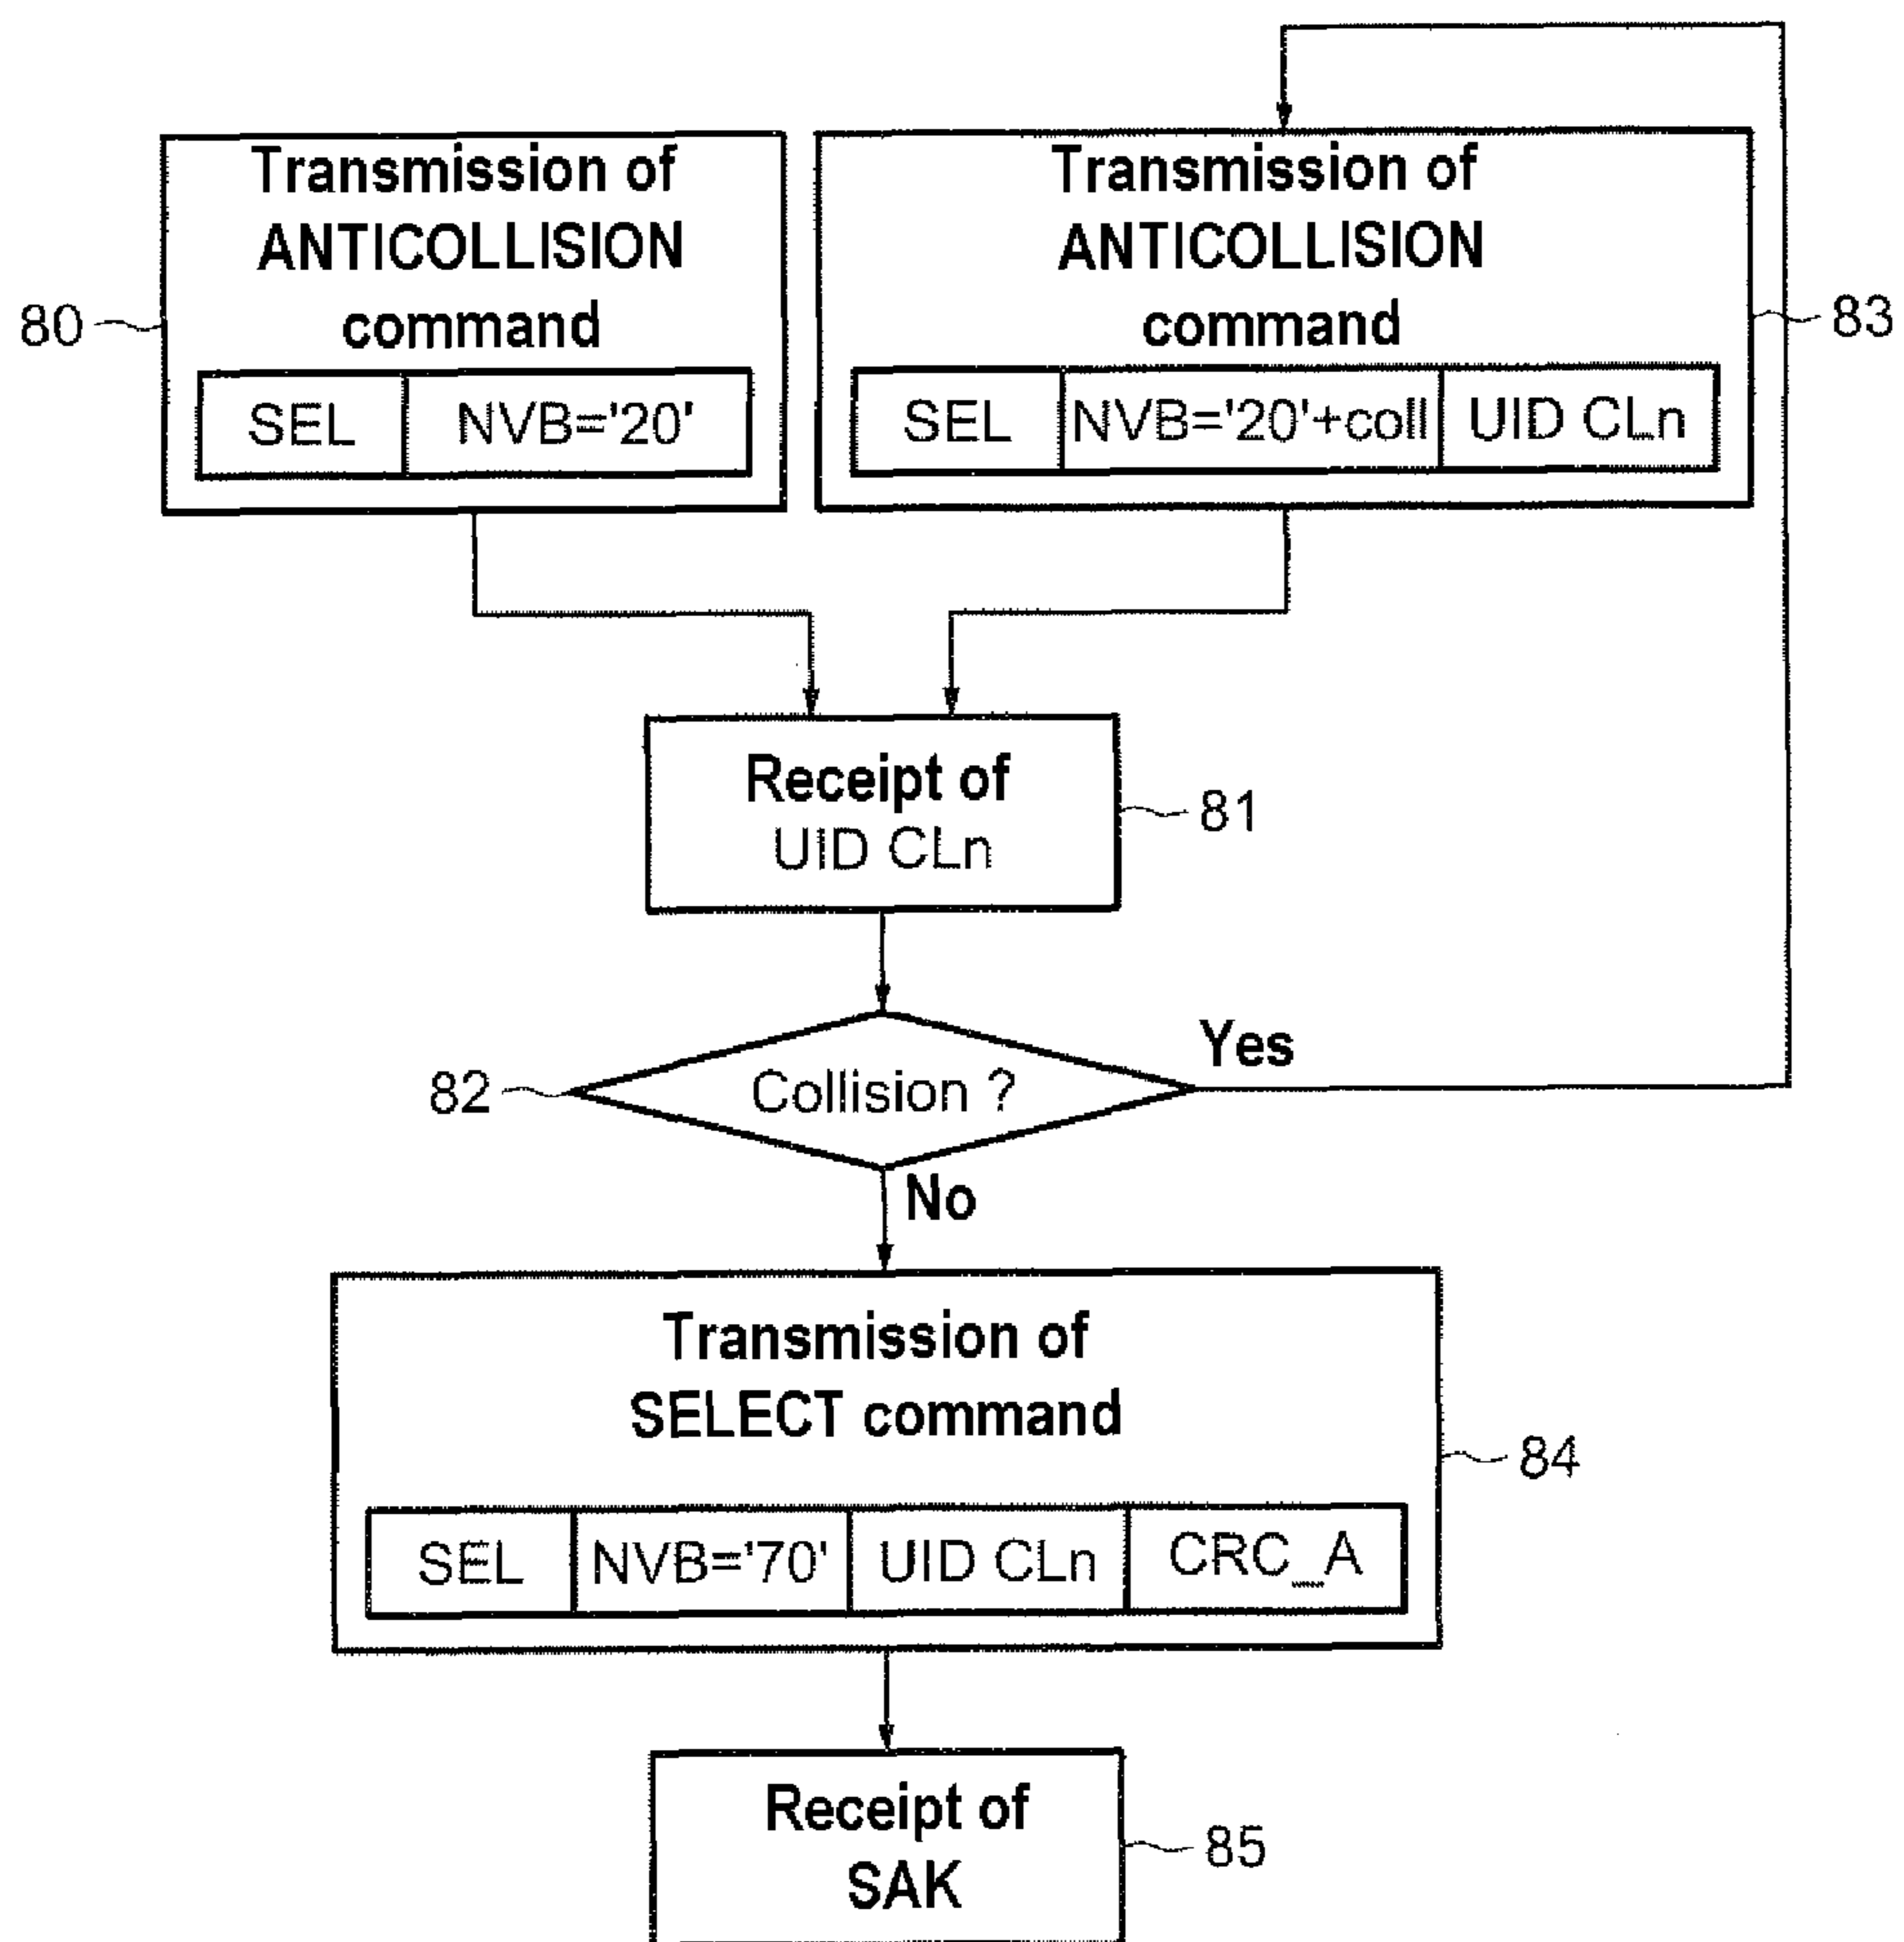 Transmission of
ANTICOLLISION
command
80
SEL NVB='20'
Transmission of
ANTICOLLISION
command
83
SEL NVB='20'+coll UID CLn
Receipt of
UID CLn
81
82
Collision ?
Yes
No
Transmission of
SELECT command
84
SEL NVB='70' UID CLn CRC_A
Receipt of
SAK
85